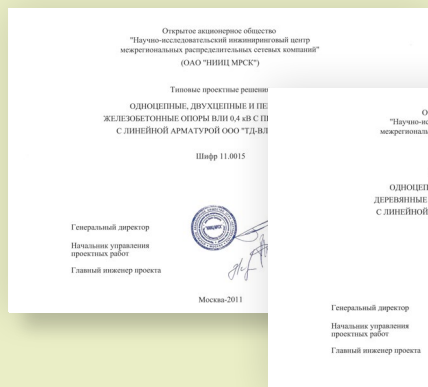 Открытое акционерное общество
"Научно-исследовательский инжиниринговый центр
межрегиональных распределительных сетевых компаний"
(ОАО "НИИЦ МРСК")
Типовые проектные решения
ОДНОЦЕПНЫЕ, ДВУХЦЕПНЫЕ И ПЕ
ЖЕЛЕЗОБЕТОННЫЕ ОПОРЫ ВЛИ 0,4 кВ С
С ЛИНЕЙНОЙ АРМАТУРОЙ ООО "ТД-ВЛ
Шифр 11.0015
Генеральный директор
Начальник управления
проектных работ
Главный инженер проекта
Москва-2011
О
"Научно-ис
межрегиональн
ОДНОЦЕП
ДЕРЕВЯННЫЕ
С ЛИНЕЙНОЙ
Генеральный директор
Начальник управления
проектных работ
Главный инженер проекта